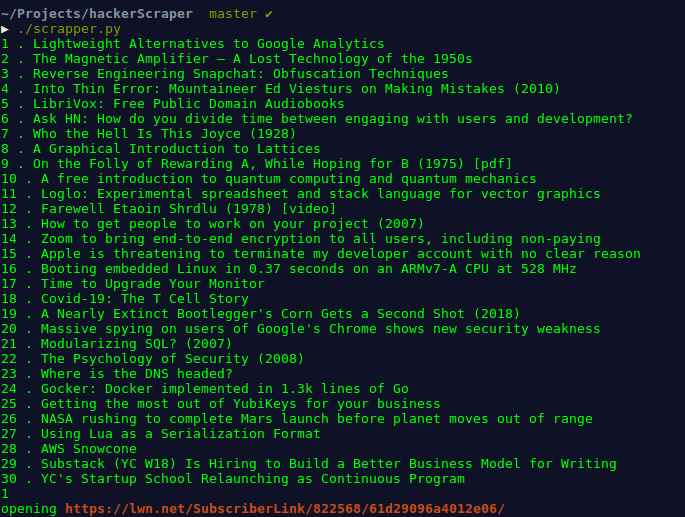 ~/Projects/hackerScraper  master ✔
▶ ./scrapper.py
1 . Lightweight Alternatives to Google Analytics
2 . The Magnetic Amplifier – A Lost Technology of the 1950s
3 . Reverse Engineering Snapchat: Obfuscation Techniques
4 . Into Thin Error: Mountaineer Ed Viesturs on Making Mistakes (2010)
5 . LibriVox: Free Public Domain Audiobooks
6 . Ask HN: How do you divide time between engaging with users and development?
7 . Who the Hell Is This Joyce (1928)
8 . A Graphical Introduction to Lattices
9 . On the Folly of Rewarding A, While Hoping for B (1975) [pdf]
10 . A free introduction to quantum computing and quantum mechanics
11 . Loglo: Experimental spreadsheet and stack language for vector graphics
12 . Farewell Etaoin Shrdlu (1978) [video]
13 . How to get people to work on your project (2007)
14 . Zoom to bring end-to-end encryption to all users, including non-paying
15 . Apple is threatening to terminate my developer account with no clear reason
16 . Booting embedded Linux in 0.37 seconds on an ARMv7-A CPU at 528 MHz
17 . Time to Upgrade Your Monitor
18 . Covid-19: The T Cell Story
19 . A Nearly Extinct Bootlegger's Corn Gets a Second Shot (2018)
20 . Massive spying on users of Google's Chrome shows new security weakness
21 . Modularizing SQL? (2007)
22 . The Psychology of Security (2008)
23 . Where is the DNS headed?
24 . Gocker: Docker implemented in 1.3k lines of Go
25 . Getting the most out of YubiKeys for your business
26 . NASA rushing to complete Mars launch before planet moves out of range
27 . Using Lua as a Serialization Format
28 . AWS Snowcone
29 . Substack (YC W18) Is Hiring to Build a Better Business Model for Writing
30 . YC's Startup School Relaunching as Continuous Program
1
opening https://lwn.net/SubscriberLink/822568/61d29096a4012e06/